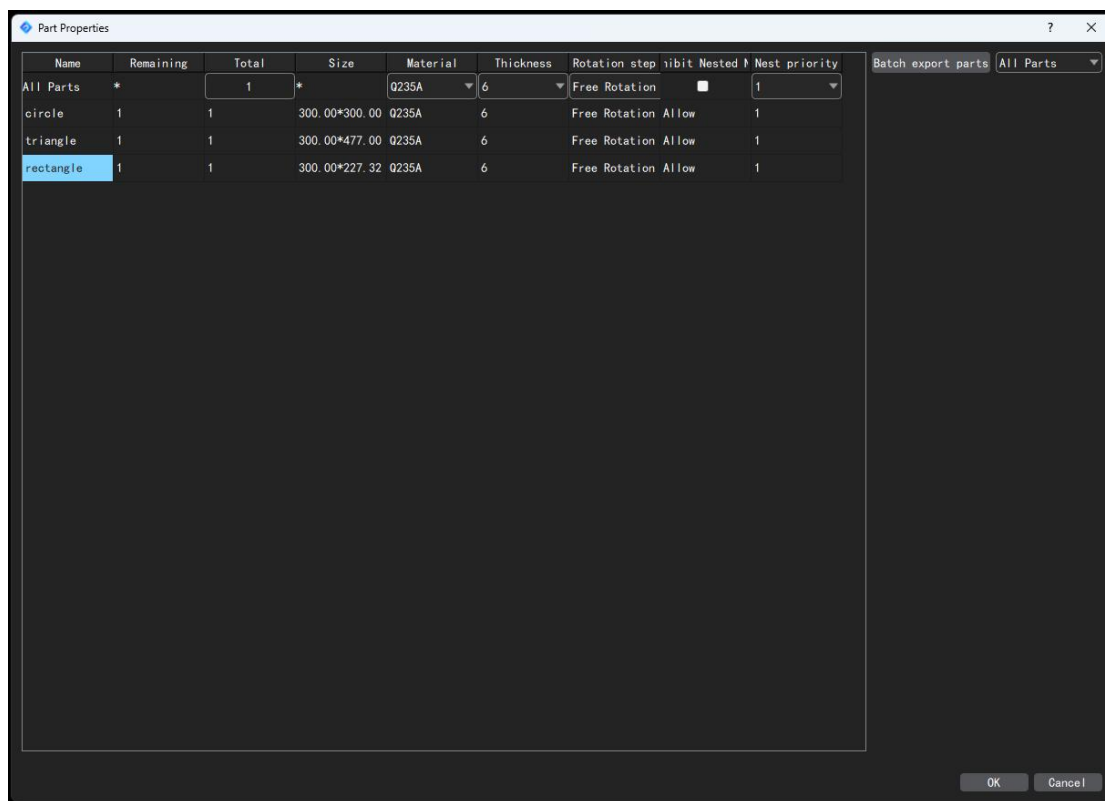 Part Properties ? ×
Name Remaining Total Size Material Thickness Rotation step Nested Nest priority Batch export parts All Parts
All Parts * 1 * Q235A 6 Free Rotation 1
circle 1 1 300.00*300.00 Q235A 6 Free Rotation Allow 1
triangle 1 1 300.00*477.00 Q235A 6 Free Rotation Allow 1
rectangle 1 1 300.00*227.32 Q235A 6 Free Rotation Allow 1
OK Cancel